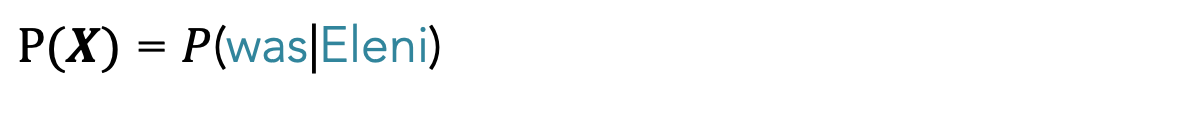 P(X) = P(was|Eleni)